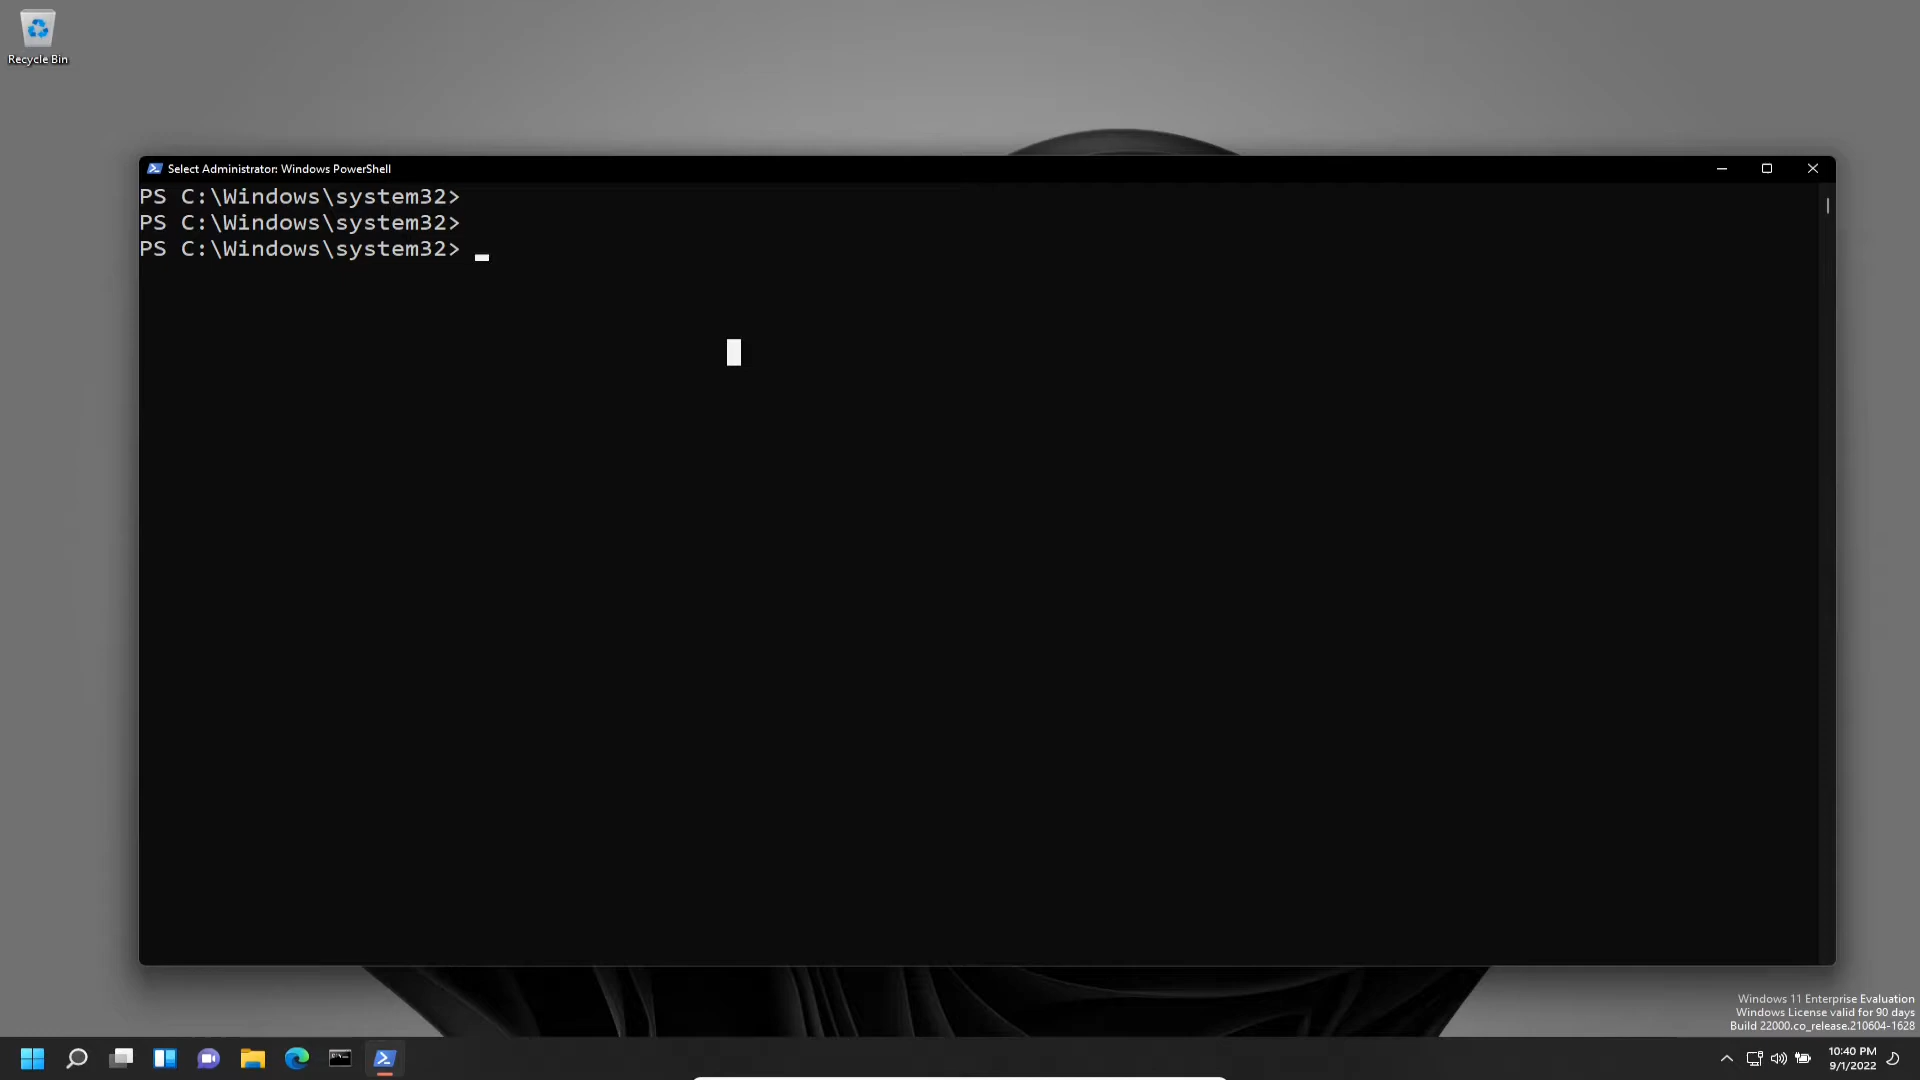 Recycle Bin
Select Administrator: Windows PowerShell
PS C:\Windows\system32>
PS C:\Windows\system32>
PS C:\Windows\system32>
Windows 11 Enterprise Evaluation
Windows License valid for 90 days
Build 22000.co_release.210604-1628
10:40 PM
9/1/2022